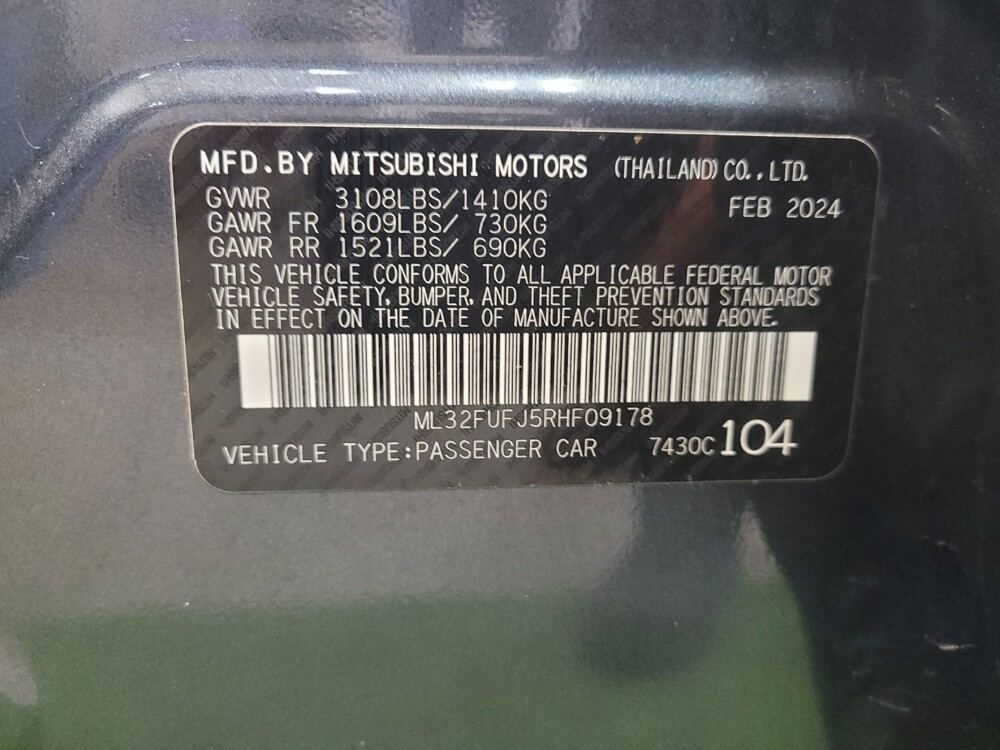 MFD.BY MITSUBISHI MOTORS (THAILAND) CO.,LTD.
GVWR 3108LBS/1410KG FEB 2024
GAWR FR 1609LBS/ 730KG
GAWR RR 1521LBS/ 690KG
THIS VEHICLE CONFORMS TO ALL APPLICABLE FEDERAL MOTOR
VEHICLE SAFETY, BUMPER, AND THEFT PREVENTION STANDARDS
IN EFFECT ON THE DATE OF MANUFACTURE SHOWN ABOVE.
ML32FUFJ5RHF09178
VEHICLE TYPE:PASSENGER CAR 7430C 104